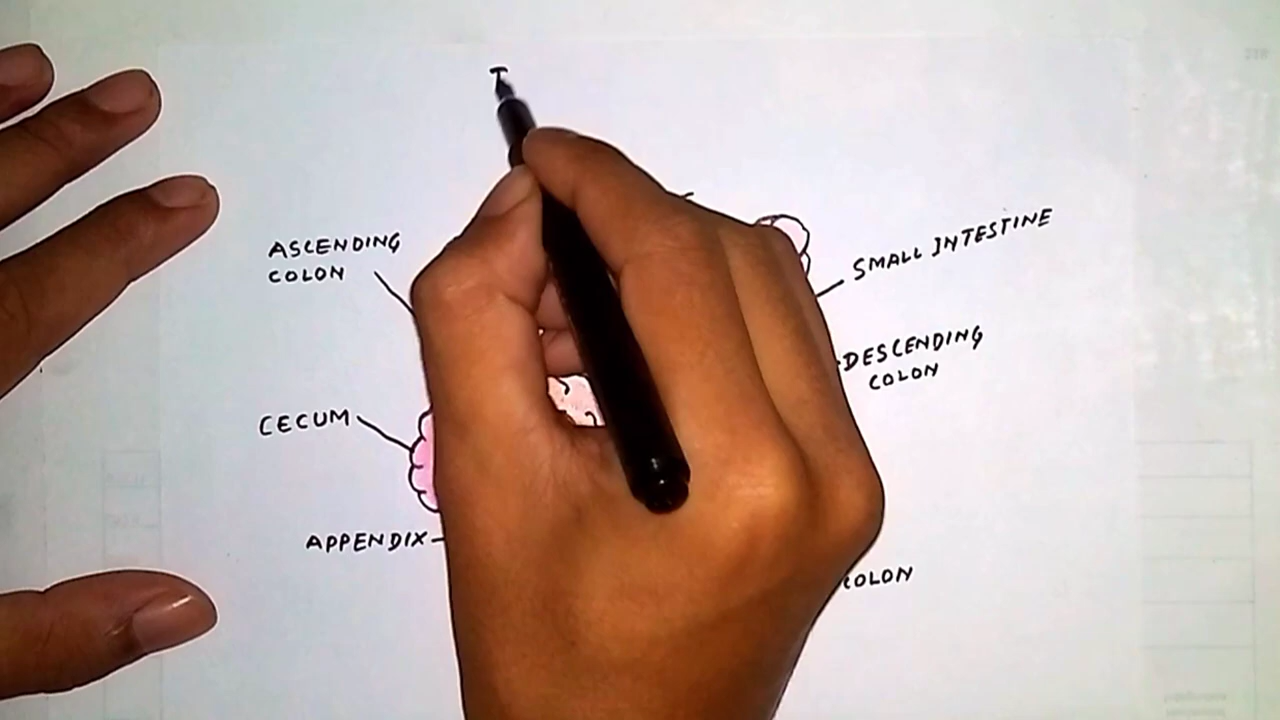 ASCENDING
COLON
SMALL INTESTINE
DESCENDING
COLON
CECUM
APPENDIX
COLON